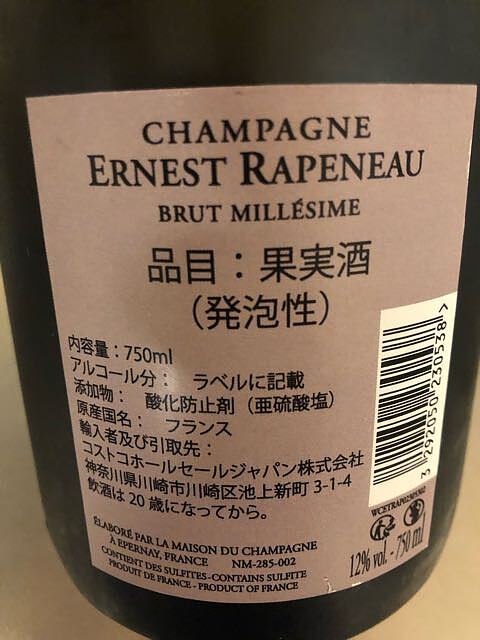 CHAMPAGNE
ERNEST RAPENEAU
BRUT MILLÉSIME
品目：果実酒
（発泡性）
内容量：750ml
アルコール分： ラベルに記載
添加物： 酸化防止剤（亜硫酸塩）
原産国名： フランス
輸入者及び引取先：
コストコホールセールジャパン株式会社
神奈川県川崎市川崎区池上新町 3-1-4
飲酒は 20 歳になってから。
3 292050 230538>
ÉLABORÉ PAR LA MAISON DU CHAMPAGNE
À EPERNAY, FRANCE NM-285-002
CONTIENT DES SULFITES-CONTAINS SULFITE
PRODUIT DE FRANCE - PRODUCT OF FRANCE
12% vol. - 750 ml